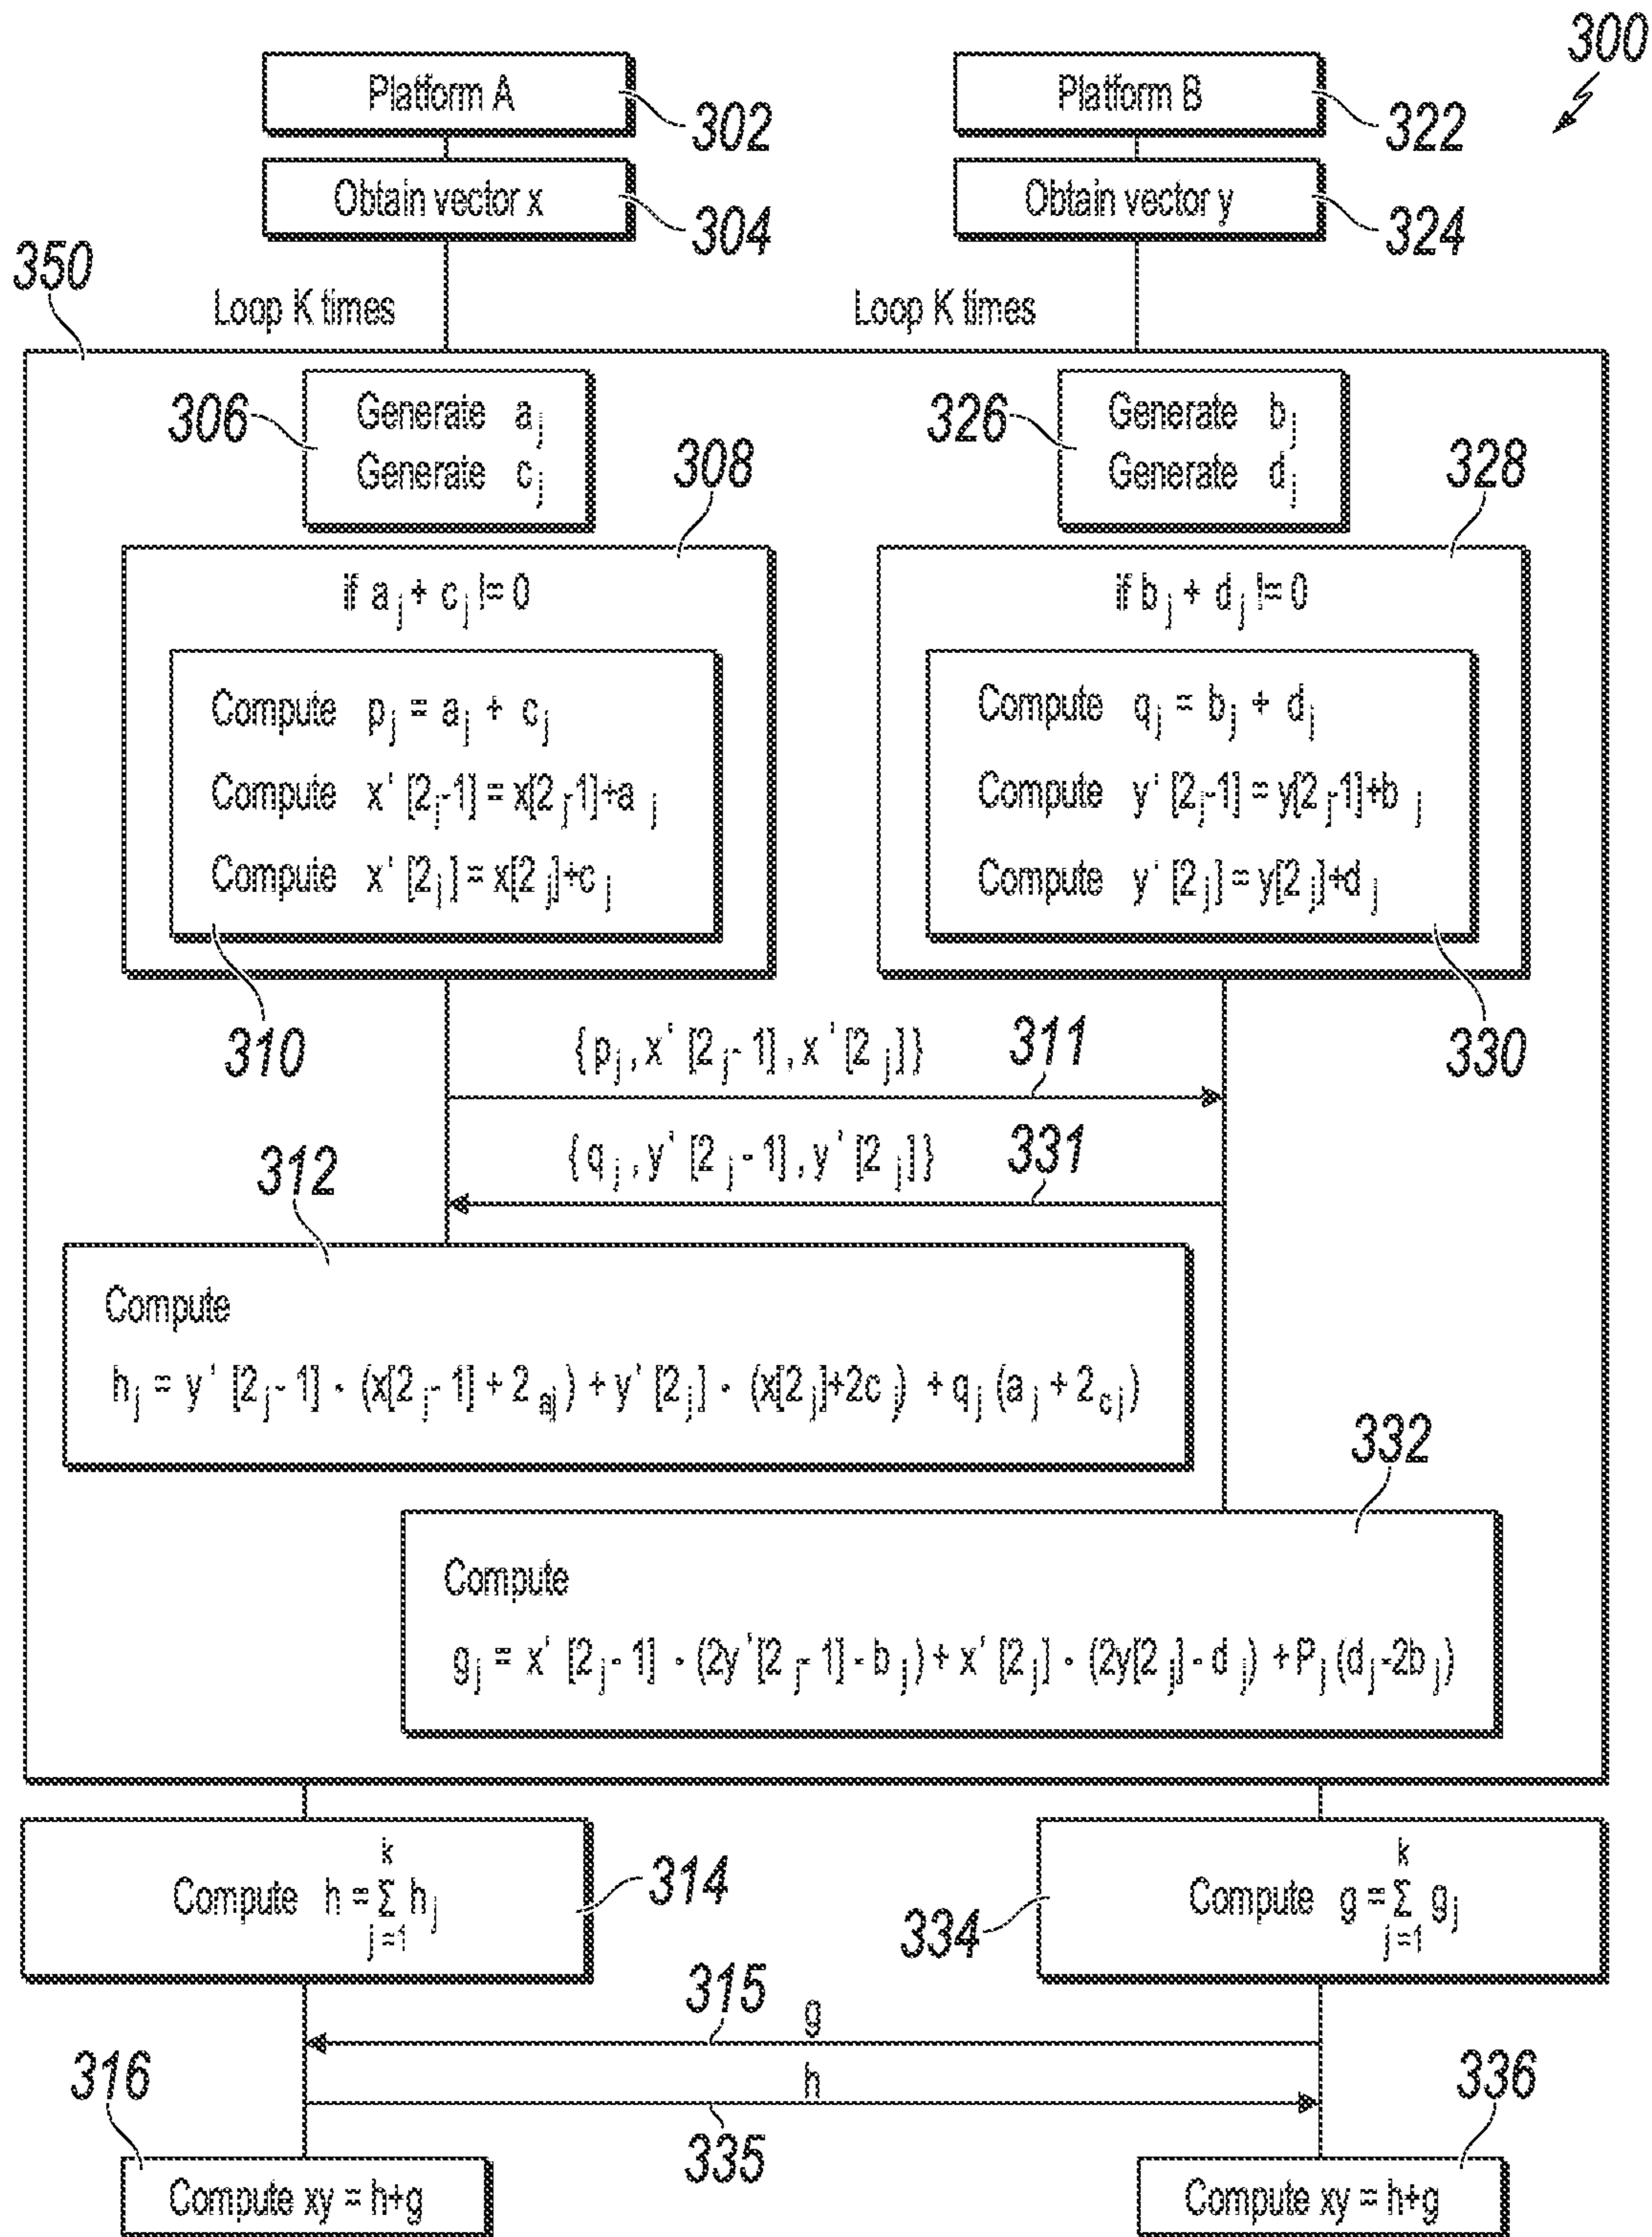 300
Platform A
302
Platform B
322
Obtain vector x
304
Obtain vector y
324
350
Loop K times
Loop K times
306
Generate a j
Generate c j
326
Generate b j
Generate d j
308
if a j + c j != 0
Compute p j = a j + c j
Compute x' [2 j-1] = x[2 j-1]+a j
Compute x' [2 j] = x[2 j]+c j
310
328
if b j + d j != 0
Compute q j = b j + d j
Compute y' [2 j-1] = y[2 j-1]+b j
Compute y' [2 j] = y[2 j]+d j
330
{ p j , x' [2 j - 1] , x' [2 j] }
311
{ q j , y' [2 j - 1] , y' [2 j] }
331
312
Compute
h j = y' [2 j - 1] · (x[2 j - 1] + 2 aj ) + y' [2 j ] · (x[2 j]+2c j) + q j (a j + 2 c j )
332
Compute
g j = x' [2 j - 1] · (2y'[2 j - 1] - b j ) + x' [2 j ] · (2y[2 j] - d j ) + P j (d j -2b j )
Compute h = k Σ j =1 h j
314
334
Compute g = k Σ j =1 g j
315
g
h
335
316
Compute xy = h+g
336
Compute xy = h+g